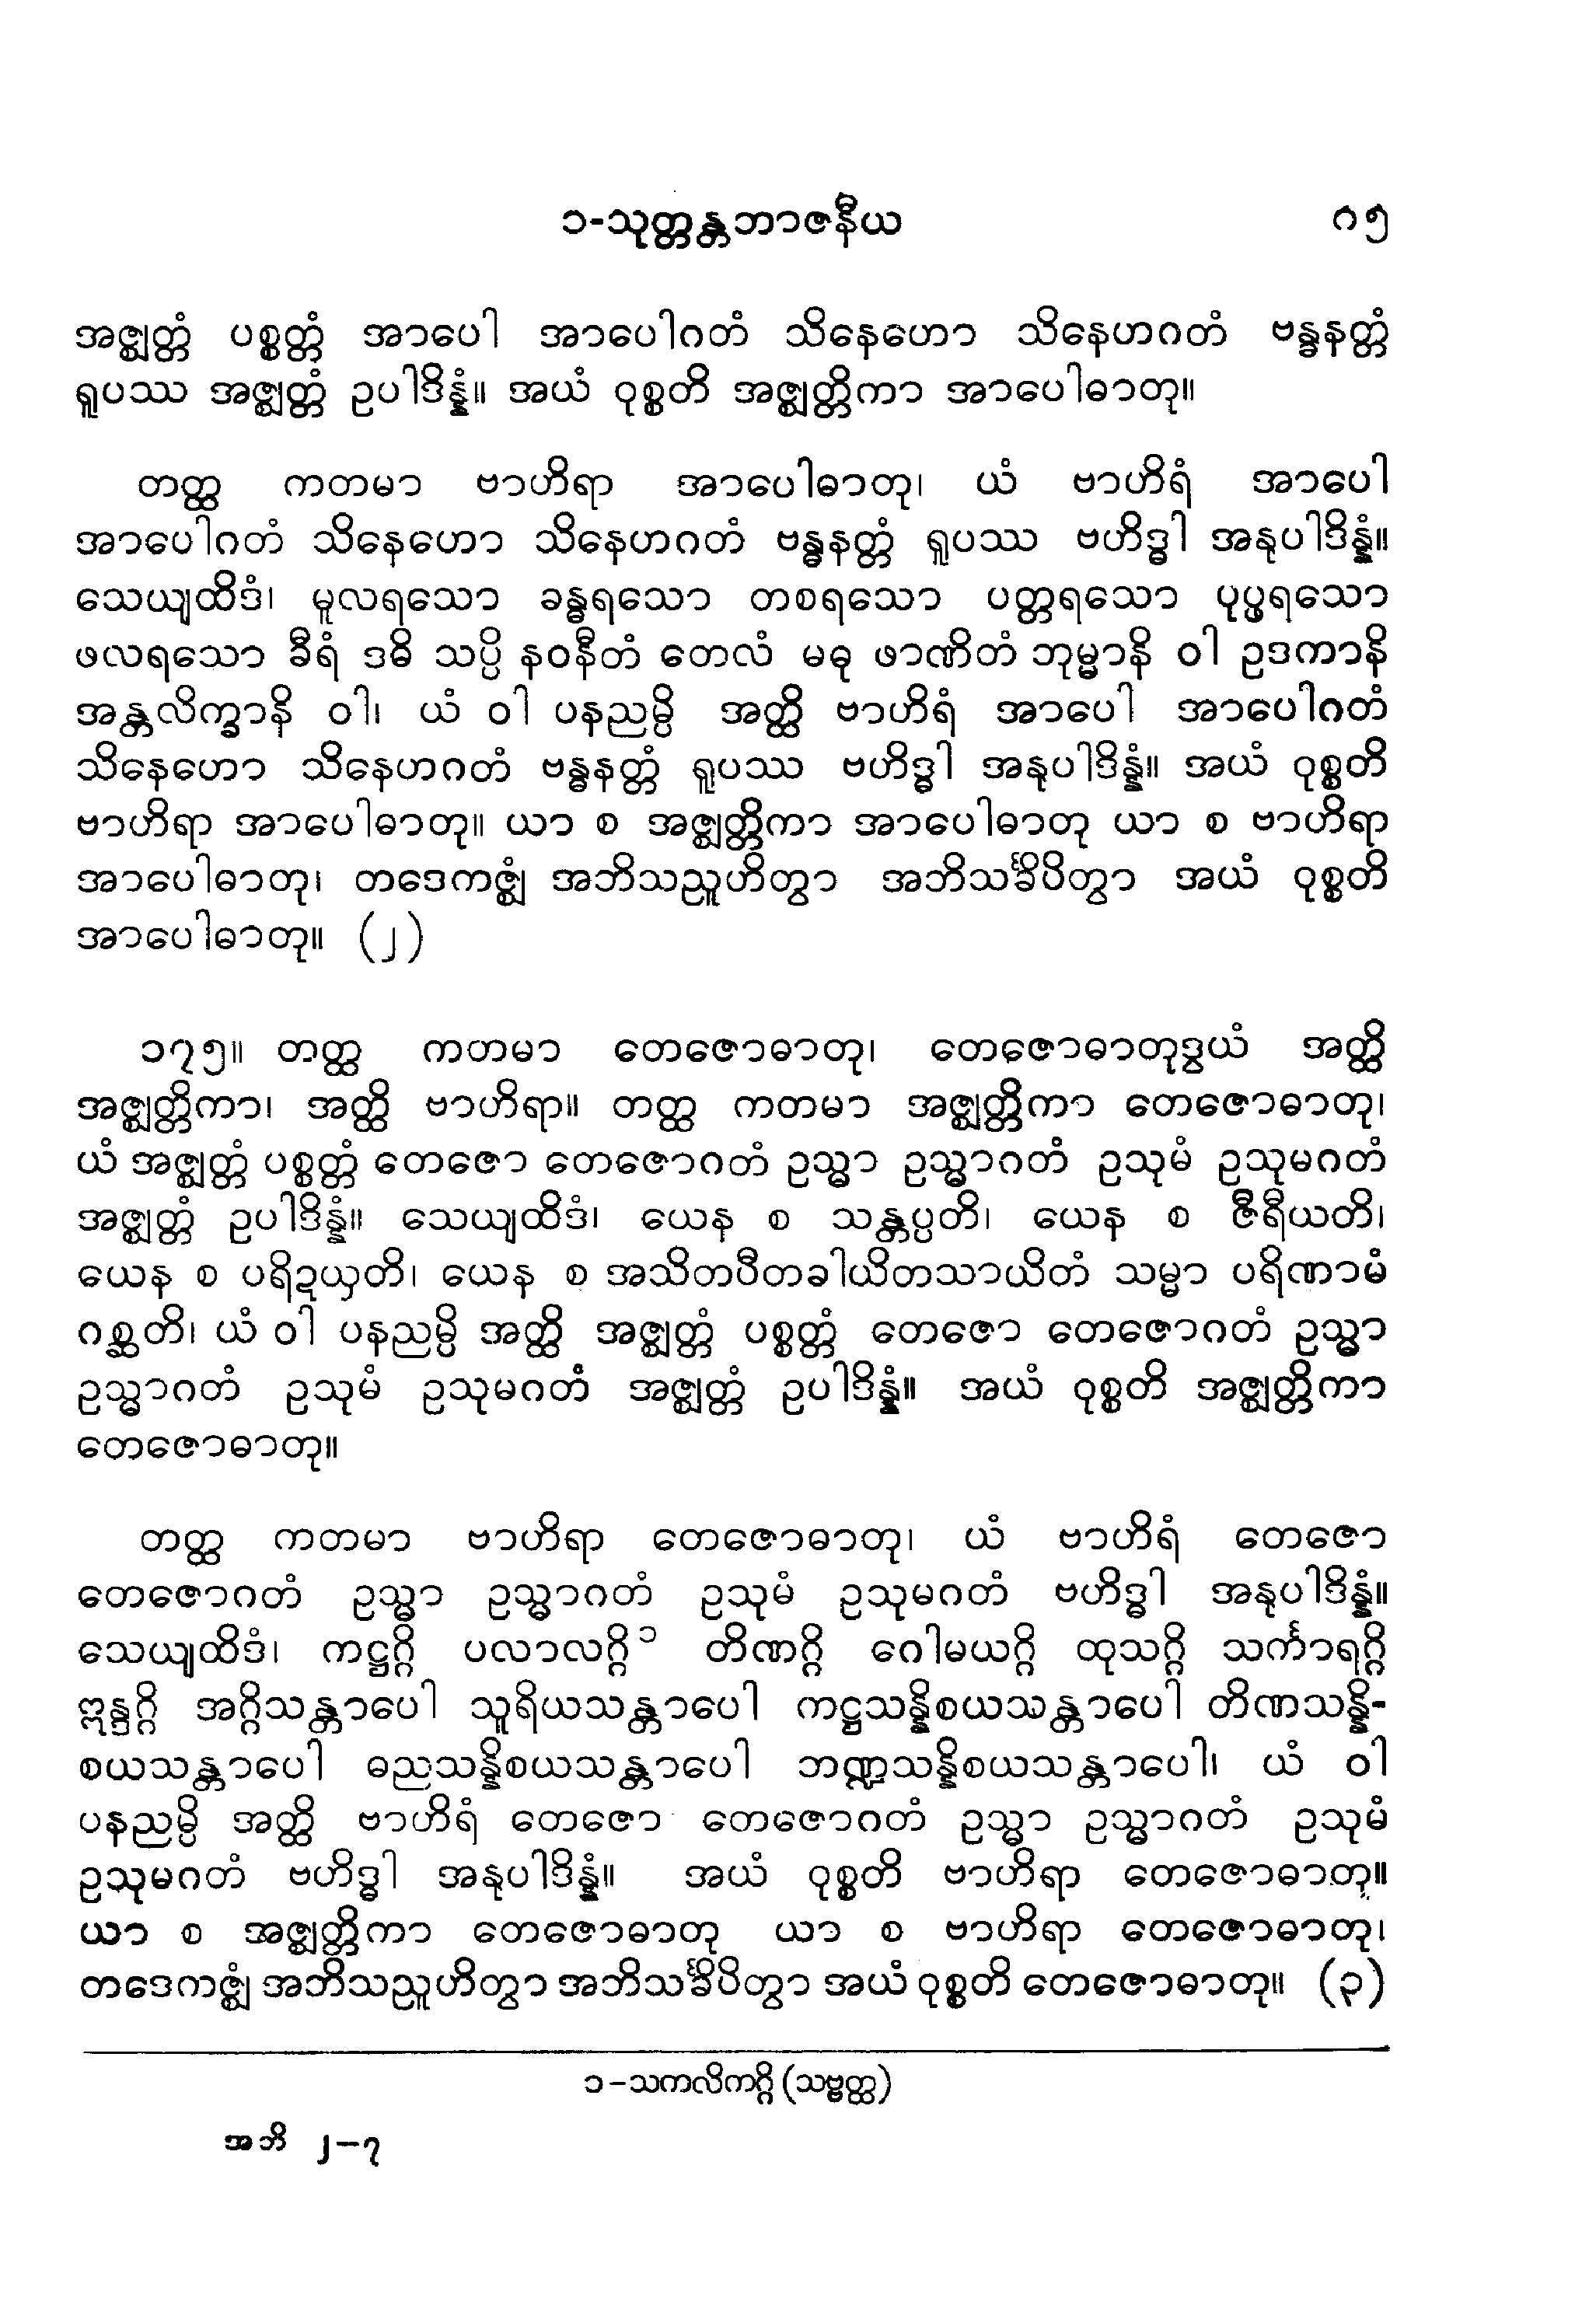 ၁-သုတ္တန္တဘာဇနီယ ၈၅
အဇ္ဈတ္တံ ပစ္စတ္တံ အာပေါ အာပေါဂတံ သိနေဟော သိနေဟဂတံ ဗန္ဓနတ္တံ
ရူပဿ အဇ္ဈတ္တံ ဥပါဒိန္နံ။ အယံ ဝုစ္စတိ အဇ္ဈတ္တိကာ အာပေါဓာတု။
တတ္ထ ကတမာ ဗာဟိရာ အာပေါဓာတု၊ ယံ ဗာဟိရံ အာပေါ
အာပေါဂတံ သိနေဟော သိနေဟဂတံ ဗန္ဓနတ္တံ ရူပဿ ဗဟိဒ္ဓါ အနုပါဒိန္နံ။
သေယျထိဒံ၊ မူလရသော ခန္ဓရသော တစရသော ပတ္တရသော ပုပ္ဖရသော
ဖလရသော ခီရံ ဒဓိ သပ္ပိ နဝနီတံ တေလံ မဓု ဖာဏိတံ ဘုမ္မာနိ ဝါ ဥဒကာနိ
အန္တလိက္ခာနိ ဝါ၊ ယံ ဝါ ပနညမ္ပိ အတ္ထိ ဗာဟိရံ အာပေါ အာပေါဂတံ
သိနေဟော သိနေဟဂတံ ဗန္ဓနတ္တံ ရူပဿ ဗဟိဒ္ဓါ အနုပါဒိန္နံ။ အယံ ဝုစ္စတိ
ဗာဟိရာ အာပေါဓာတု။ ယာ စ အဇ္ဈတ္တိကာ အာပေါဓာတု ယာ စ ဗာဟိရာ
အာပေါဓာတု၊ တဒေကဇ္ဈံ အဘိသညူဟိတွာ အဘိသင်္ခိပိတွာ အယံ ဝုစ္စတိ
အာပေါဓာတု။ (၂)
၁၇၅။ တတ္ထ ကတမာ တေဇောဓာတု၊ တေဇောဓာတုဒွယံ အတ္ထိ
အဇ္ဈတ္တိကာ၊ အတ္ထိ ဗာဟိရာ။ တတ္ထ ကတမာ အဇ္ဈတ္တိကာ တေဇောဓာတု၊
ယံ အဇ္ဈတ္တံ ပစ္စတ္တံ တေဇော တေဇောဂတံ ဥသ္မာ ဥသ္မာဂတံ ဥသုမံ ဥသုမဂတံ
အဇ္ဈတ္တံ ဥပါဒိန္နံ။ သေယျထိဒံ၊ ယေန စ သန္တပ္ပတိ၊ ယေန စ ဇီရီယတိ၊
ယေန စ ပရိဍယှတိ၊ ယေန စ အသိတပီတခါယိတသာယိတံ သမ္မာ ပရိဏာမံ
ဂစ္ဆတိ၊ ယံ ဝါ ပနညမ္ပိ အတ္ထိ အဇ္ဈတ္တံ ပစ္စတ္တံ တေဇော တေဇောဂတံ ဥသ္မာ
ဥသ္မာဂတံ ဥသုမံ ဥသုမဂတံ အဇ္ဈတ္တံ ဥပါဒိန္နံ။ အယံ ဝုစ္စတိ အဇ္ဈတ္တိကာ
တေဇောဓာတု။
တတ္ထ ကတမာ ဗာဟိရာ တေဇောဓာတု၊ ယံ ဗာဟိရံ တေဇော
တေဇောဂတံ ဥသ္မာ ဥသ္မာဂတံ ဥသုမံ ဥသုမဂတံ ဗဟိဒ္ဓါ အနုပါဒိန္နံ။
သေယျထိဒံ၊ ကဋ္ဌဂ္ဂိ ပလာလဂ္ဂိ ၁ တိဏဂ္ဂိ ဂေါမယဂ္ဂိ ထုသဂ္ဂိ သင်္ကာရဂ္ဂိ
ဣန္ဒဂ္ဂိ အဂ္ဂိသန္တာပေါ သူရိယသန္တာပေါ ကဋ္ဌသန္နိစယသန္တာပေါ တိဏသန္နိ-
စယသန္တာပေါ ဓညသန္နိစယသန္တာပေါ ဘဏ္ဍသန္နိစယသန္တာပေါ၊ ယံ ဝါ
ပနညမ္ပိ အတ္ထိ ဗာဟိရံ တေဇော တေဇောဂတံ ဥသ္မာ ဥသ္မာဂတံ ဥသုမံ
ဥသုမဂတံ ဗဟိဒ္ဓါ အနုပါဒိန္နံ။ အယံ ဝုစ္စတိ ဗာဟိရာ တေဇောဓာတု။
ယာ စ အဇ္ဈတ္တိကာ တေဇောဓာတု ယာ စ ဗာဟိရာ တေဇောဓာတု၊
တဒေကဇ္ဈံ အဘိသညူဟိတွာ အဘိသင်္ခိပိတွာ အယံ ဝုစ္စတိ တေဇောဓာတု။ (၃)
၁-သကလိကဂ္ဂိ (သဗ္ဗတ္ထ)
အဘိ ၂-၇